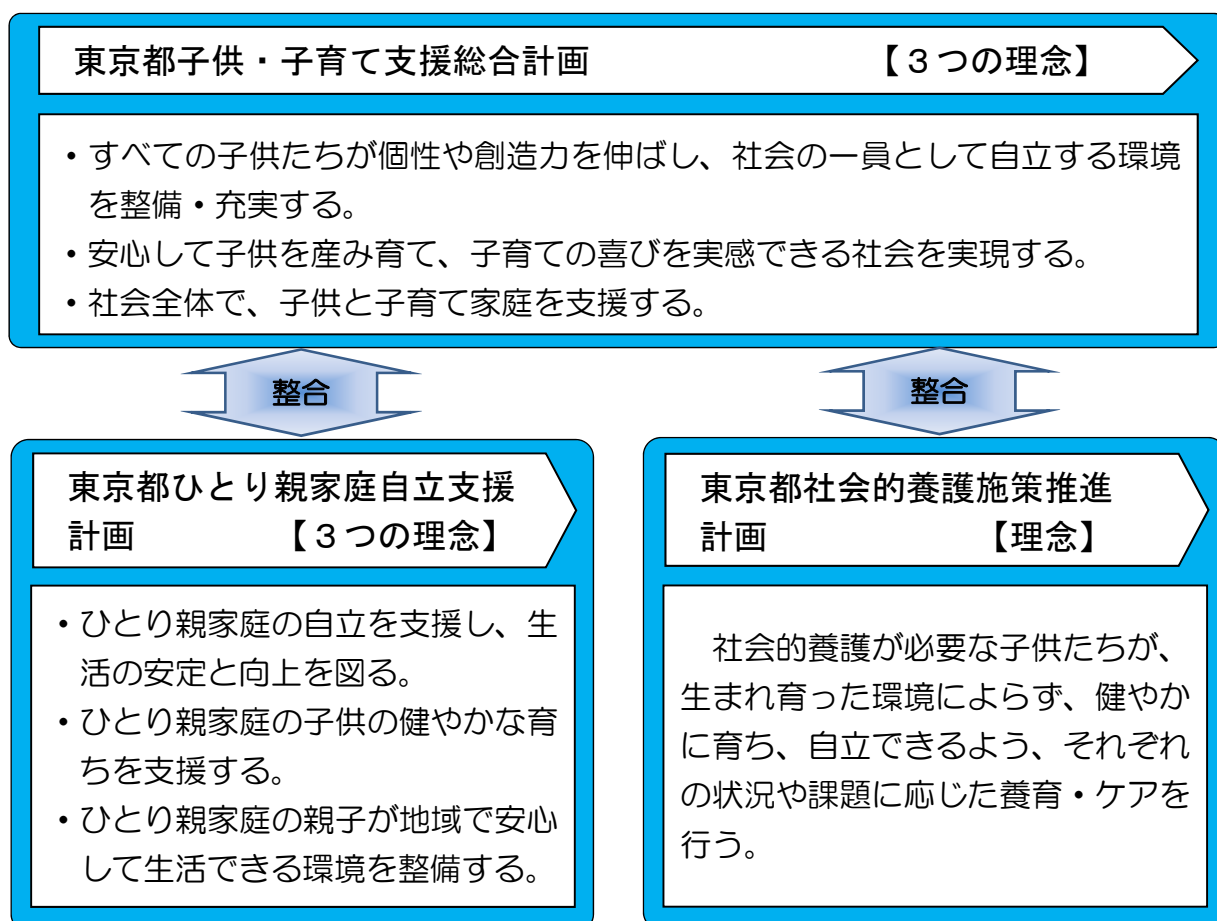 東京都子供・子育て支援総合計画　【３つの理念】
・すべての子供たちが個性や創造力を伸ばし、社会の一員として自立する環境
を整備・充実する。
・安心して子供を産み育て、子育ての喜びを実感できる社会を実現する。
・社会全体で、子供と子育て家庭を支援する。
整合
整合
東京都ひとり親家庭自立支援
計画　【３つの理念】
・ひとり親家庭の自立を支援し、生
活の安定と向上を図る。
・ひとり親家庭の子供の健やかな育
ちを支援する。
・ひとり親家庭の親子が地域で安心
して生活できる環境を整備する。
東京都社会的養護施策推進
計画　【理念】
社会的養護が必要な子供たちが、
生まれ育った環境によらず、健やか
に育ち、自立できるよう、それぞれ
の状況や課題に応じた養育・ケアを
行う。